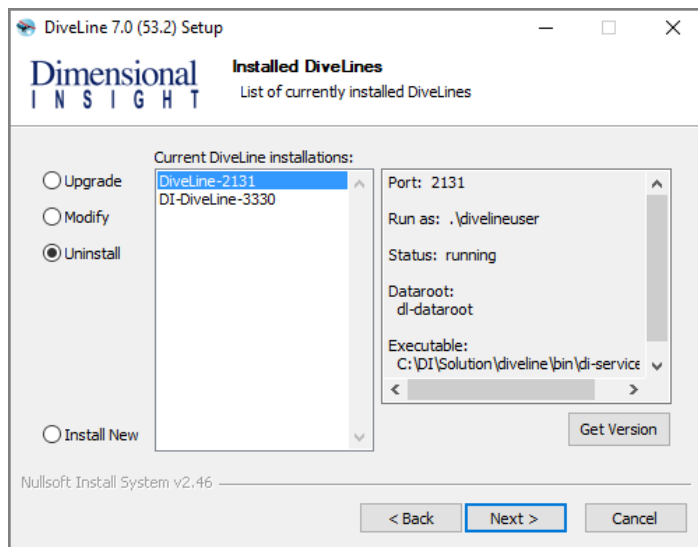 DiveLine 7.0 (53.2) Setup
Dimensional
INSIGHT
Installed DiveLines
List of currently installed DiveLines
Current DiveLine installations:
Upgrade
Modify
Uninstall
Install New
DiveLine-2131
DI-DiveLine-3330
Port: 2131
Run as: .\divelineuser
Status: running
Dataroot:
dl-dataroot
Executable:
C:\DI\Solution\diveline\bin\di-service
Get Version
Nullsoft Install System v2.46
< Back
Next >
Cancel